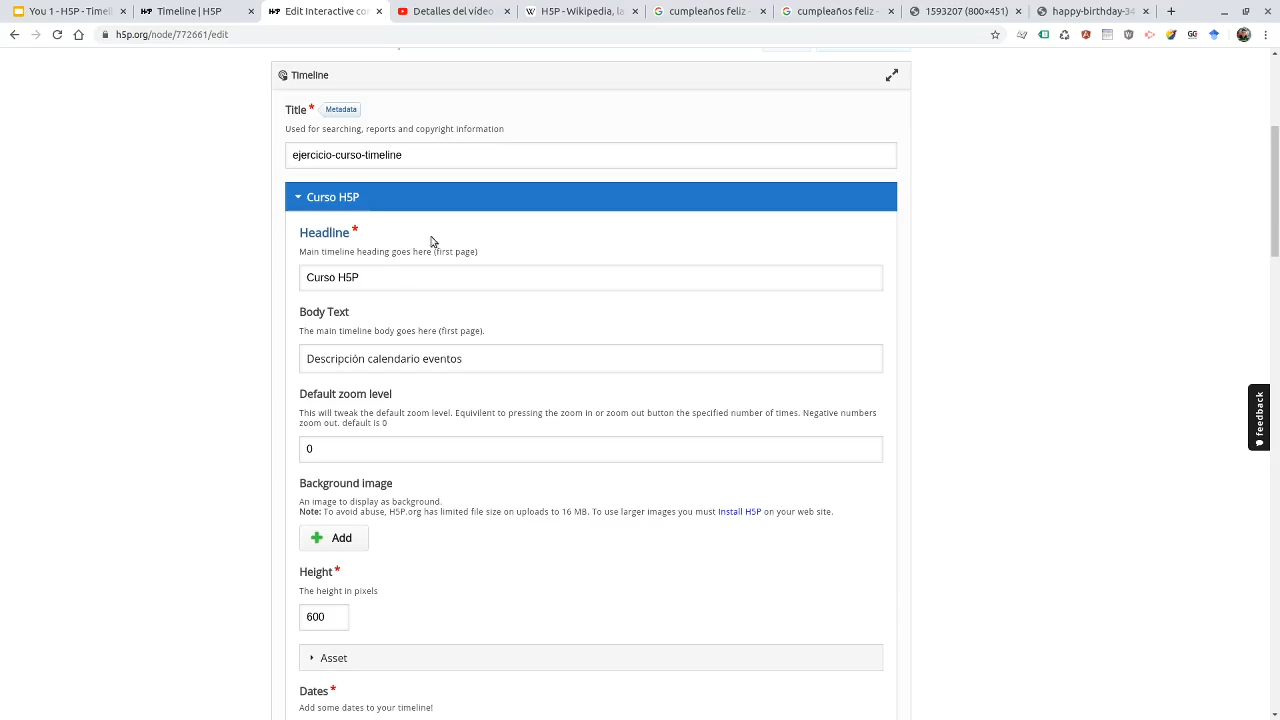 You 1 - H5P - Timel
Timeline | H5P
Edit Interactive co
Detalles del vídeo
H5P - Wikipedia, la
cumpleaños feliz -
cumpleaños feliz -
1593207 (800×451)
happy-birthday-34
h5p.org/node/772661/edit
Timeline
Title*
Metadata
Used for searching, reports and copyright information
ejercicio-curso-timeline
Curso H5P
Headline *
Main timeline heading goes here (first page)
Curso H5P
Body Text
The main timeline body goes here (first page).
Descripción calendario eventos
Default zoom level
This will tweak the default zoom level. Equivilent to pressing the zoom in or zoom out button the specified number of times. Negative numbers
zoom out. default is 0
0
Background image
An image to display as background.
Note: To avoid abuse, H5P.org has limited file size on uploads to 16 MB. To use larger images you must Install H5P on your web site.
Add
Height*
The height in pixels
600
Asset
Dates *
Add some dates to your timeline!
feedback